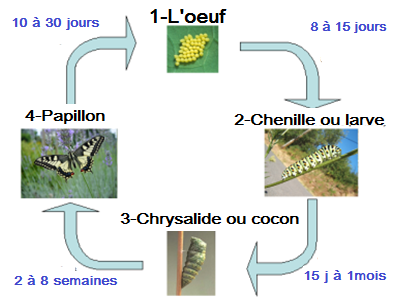 1-L'oeuf
10 à 30 jours
8 à 15 jours
4-Papillon
2-Chenille ou larve
3-Chrysalide ou cocon
2 à 8 semaines
15 j à 1mois